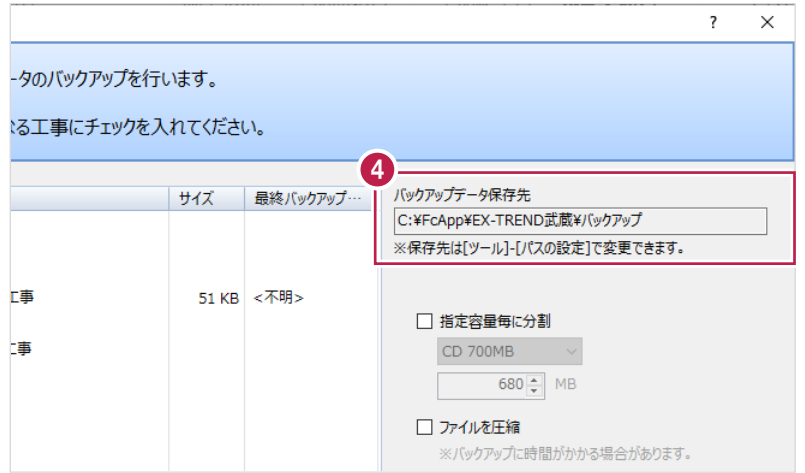 ? ×
ータのバックアップを行います。
なる工事にチェックを入れてください。
4
サイズ 最終バックアップ…
バックアップデータ保存先
C:¥FcApp¥EX-TREND武蔵¥バックアップ
※保存先は[ツール]-[パスの設定]で変更できます。
工事 51 KB <不明>
工事
指定容量毎に分割
CD 700MB
680 MB
ファイルを圧縮
※バックアップに時間がかかる場合があります。